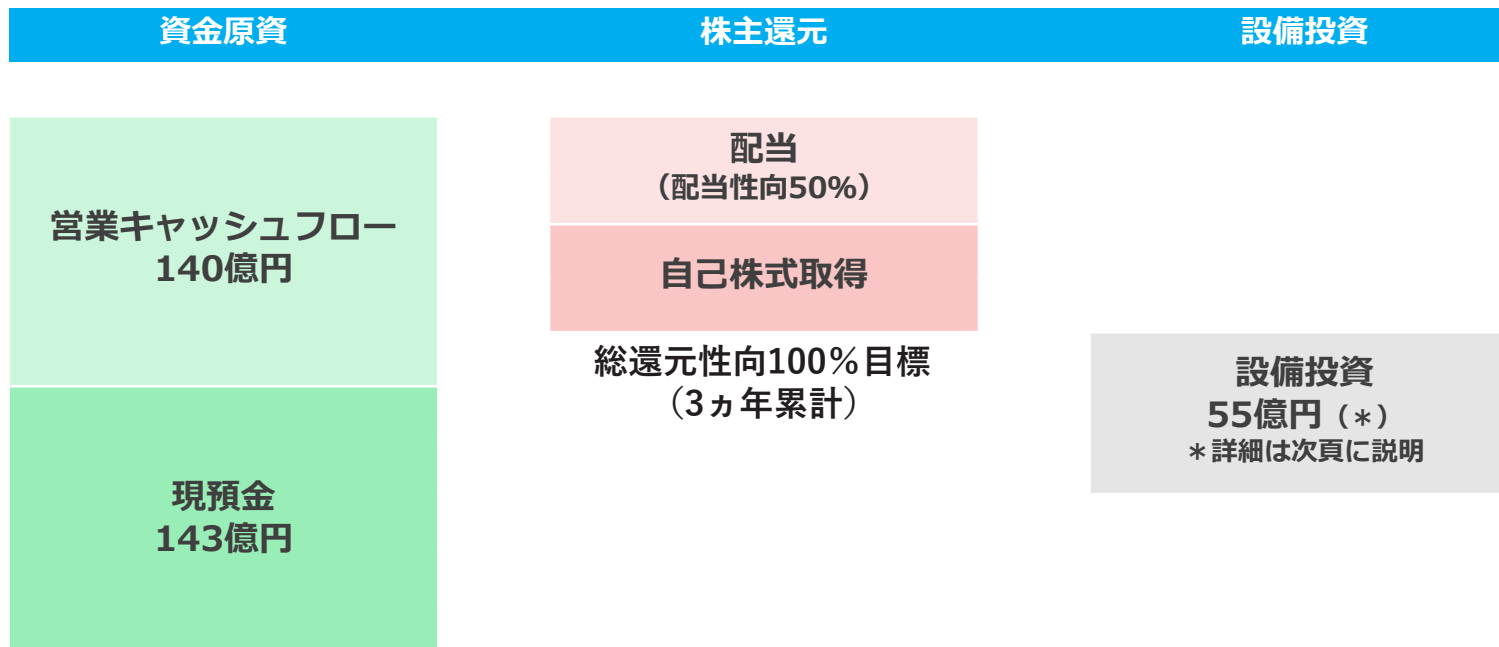 資金原資
株主還元
設備投資
営業キャッシュフロー
140億円
現預金
143億円
配当
（配当性向50%）
自己株式取得
総還元性向100％目標
（3ヵ年累計）
設備投資
55億円（＊）
＊詳細は次頁に説明